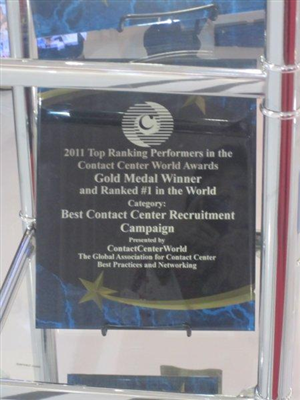 2011 Top Ranking Performers in the
Contact Center World Awards
Gold Medal Winner
and Ranked #1 in the World
Category:
Best Contact Center Recruitment
Campaign
Presented by
ContactCenterWorld
The Global Association for Contact Center
Best Practices and Networking